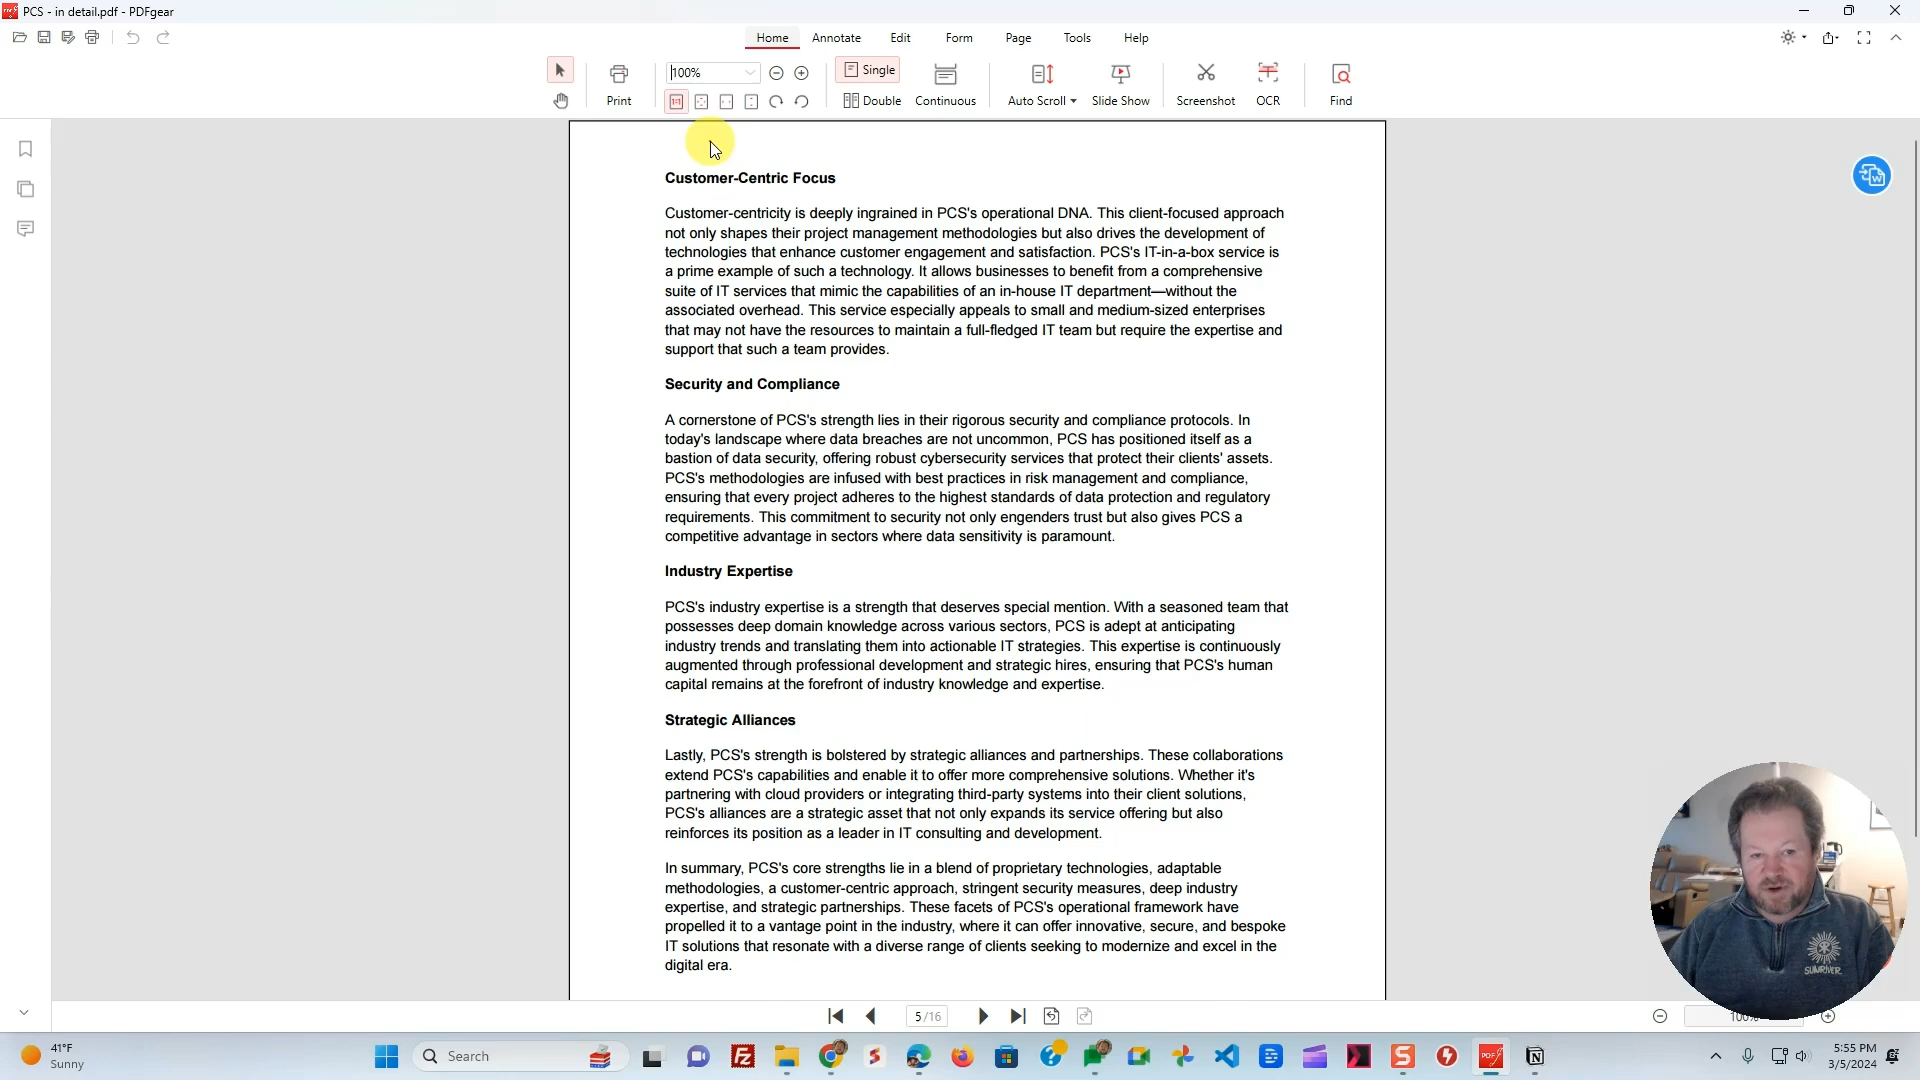 PCS - in detail.pdf - PDFgear
Home Annotate Edit Form Page Tools Help
100%
Single
Print Double Continuous Auto Scroll Slide Show Screenshot OCR Find
Customer-Centric Focus
Customer-centricity is deeply ingrained in PCS's operational DNA. This client-focused approach
not only shapes their project management methodologies but also drives the development of
technologies that enhance customer engagement and satisfaction. PCS's IT-in-a-box service is
a prime example of such a technology. It allows businesses to benefit from a comprehensive
suite of IT services that mimic the capabilities of an in-house IT department—without the
associated overhead. This service especially appeals to small and medium-sized enterprises
that may not have the resources to maintain a full-fledged IT team but require the expertise and
support that such a team provides.
Security and Compliance
A cornerstone of PCS's strength lies in their rigorous security and compliance protocols. In
today's landscape where data breaches are not uncommon, PCS has positioned itself as a
bastion of data security, offering robust cybersecurity services that protect their clients' assets.
PCS's methodologies are infused with best practices in risk management and compliance,
ensuring that every project adheres to the highest standards of data protection and regulatory
requirements. This commitment to security not only engenders trust but also gives PCS a
competitive advantage in sectors where data sensitivity is paramount.
Industry Expertise
PCS's industry expertise is a strength that deserves special mention. With a seasoned team that
possesses deep domain knowledge across various sectors, PCS is adept at anticipating
industry trends and translating them into actionable IT strategies. This expertise is continuously
augmented through professional development and strategic hires, ensuring that PCS's human
capital remains at the forefront of industry knowledge and expertise.
Strategic Alliances
Lastly, PCS's strength is bolstered by strategic alliances and partnerships. These collaborations
extend PCS's capabilities and enable it to offer more comprehensive solutions. Whether it's
partnering with cloud providers or integrating third-party systems into their client solutions,
PCS's alliances are a strategic asset that not only expands its service offering but also
reinforces its position as a leader in IT consulting and development.
In summary, PCS's core strengths lie in a blend of proprietary technologies, adaptable
methodologies, a customer-centric approach, stringent security measures, deep industry
expertise, and strategic partnerships. These facets of PCS's operational framework have
propelled it to a vantage point in the industry, where it can offer innovative, secure, and bespoke
IT solutions that resonate with a diverse range of clients seeking to modernize and excel in the
digital era.
SUNRIVER
5 /16
100%
41°F
Sunny
Search
PDF
5:55 PM
3/5/2024